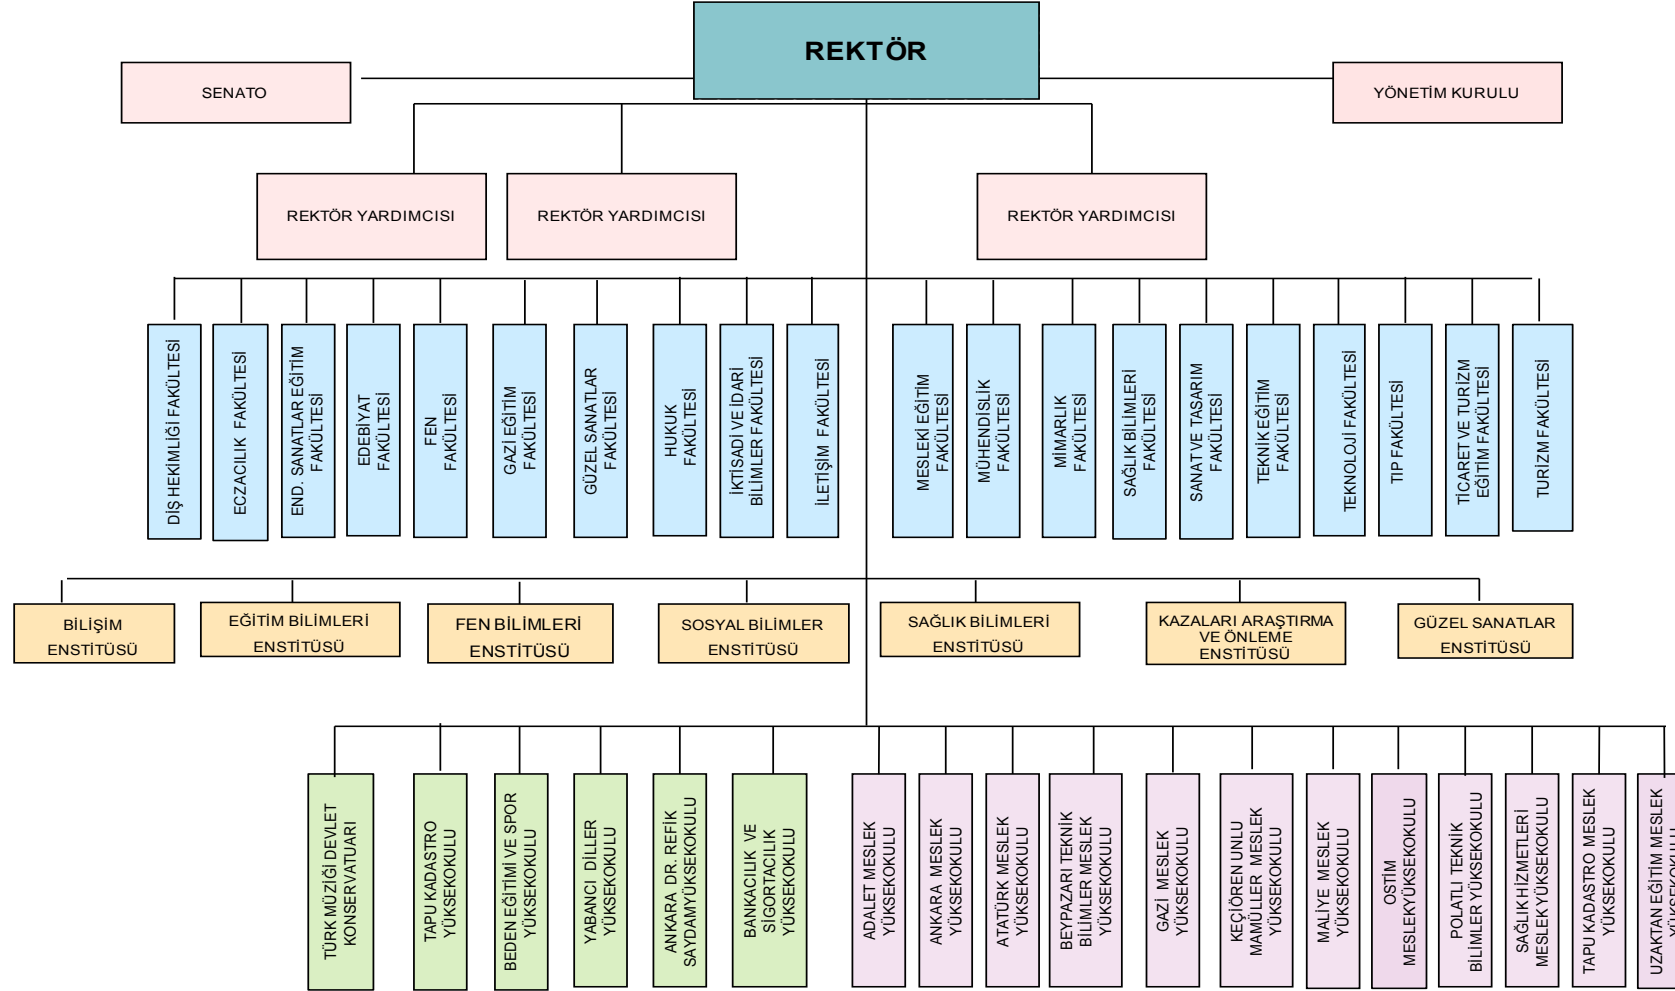 REKTÖR
SENATO
YÖNETİM KURULU
REKTÖR YARDIMCISI
REKTÖR YARDIMCISI
REKTÖR YARDIMCISI
DİŞ HEKİMLİĞİ FAKÜLTESİ
ECZACILIK FAKÜLTESİ
END. SANATLAR EĞİTİM
FAKÜLTESİ
EDEBİYAT
FAKÜLTESİ
FEN
FAKÜLTESİ
GAZİ EĞİTİM
FAKÜLTESİ
GÜZEL SANATLAR
FAKÜLTESİ
HUKUK
FAKÜLTESİ
İKTİSADİ VE İDARİ
BİLİMLER FAKÜLTESİ
İLETİŞİM FAKÜLTESİ
MESLEKİ EĞİTİM
FAKÜLTESİ
MÜHENDİSLİK
FAKÜLTESİ
MİMARLIK
FAKÜLTESİ
SAĞLIK BİLİMLERİ
FAKÜLTESİ
SANAT VE TASARIM
FAKÜLTESİ
TEKNİK EĞİTİM
FAKÜLTESİ
TEKNOLOJİ FAKÜLTESİ
TIP FAKÜLTESİ
TİCARET VE TURİZM
EĞİTİM FAKÜLTESİ
TURİZM FAKÜLTESİ
BİLİŞİM
ENSTİTÜSÜ
EĞİTİM BİLİMLERİ
ENSTİTÜSÜ
FEN BİLİMLERİ
ENSTİTÜSÜ
SOSYAL BİLİMLER
ENSTİTÜSÜ
SAĞLIK BİLİMLERİ
ENSTİTÜSÜ
KAZALARI ARAŞTIRMA
VE ÖNLEME
ENSTİTÜSÜ
GÜZEL SANATLAR
ENSTİTÜSÜ
TÜRK MÜZİĞİ DEVLET
KONSERVATUARI
TAPU KADASTRO
YÜKSEKOKULU
BEDEN EĞİTİMİ VE SPOR
YÜKSEKOKULU
YABANCI DİLLER
YÜKSEKOKULU
ANKARA DR. REFİK
SAYDAMYÜKSEKOKULU
BANKACILIK VE
SİGORTACILIK
YÜKSEKOKULU
ADALET MESLEK
YÜKSEKOKULU
ANKARA MESLEK
YÜKSEKOKULU
ATATÜRK MESLEK
YÜKSEKOKULU
BEYPAZARI TEKNİK
BİLİMLER MESLEK
YÜKSEKOKULU
GAZİ MESLEK
YÜKSEKOKULU
KEÇİÖREN UNLU
MAMÜLLER MESLEK
YÜKSEKOKULU
MALİYE MESLEK
YÜKSEKOKULU
OSTİM
MESLEKYÜKSEKOKULU
POLATLI TEKNİK
BİLİMLER YÜKSEKOKULU
SAĞLIK HİZMETLERİ
MESLEK YÜKSEKOKULU
TAPU KADASTRO MESLEK
YÜKSEKOKULU
UZAKTAN EĞİTİM MESLEK
YÜKSEKOKULU